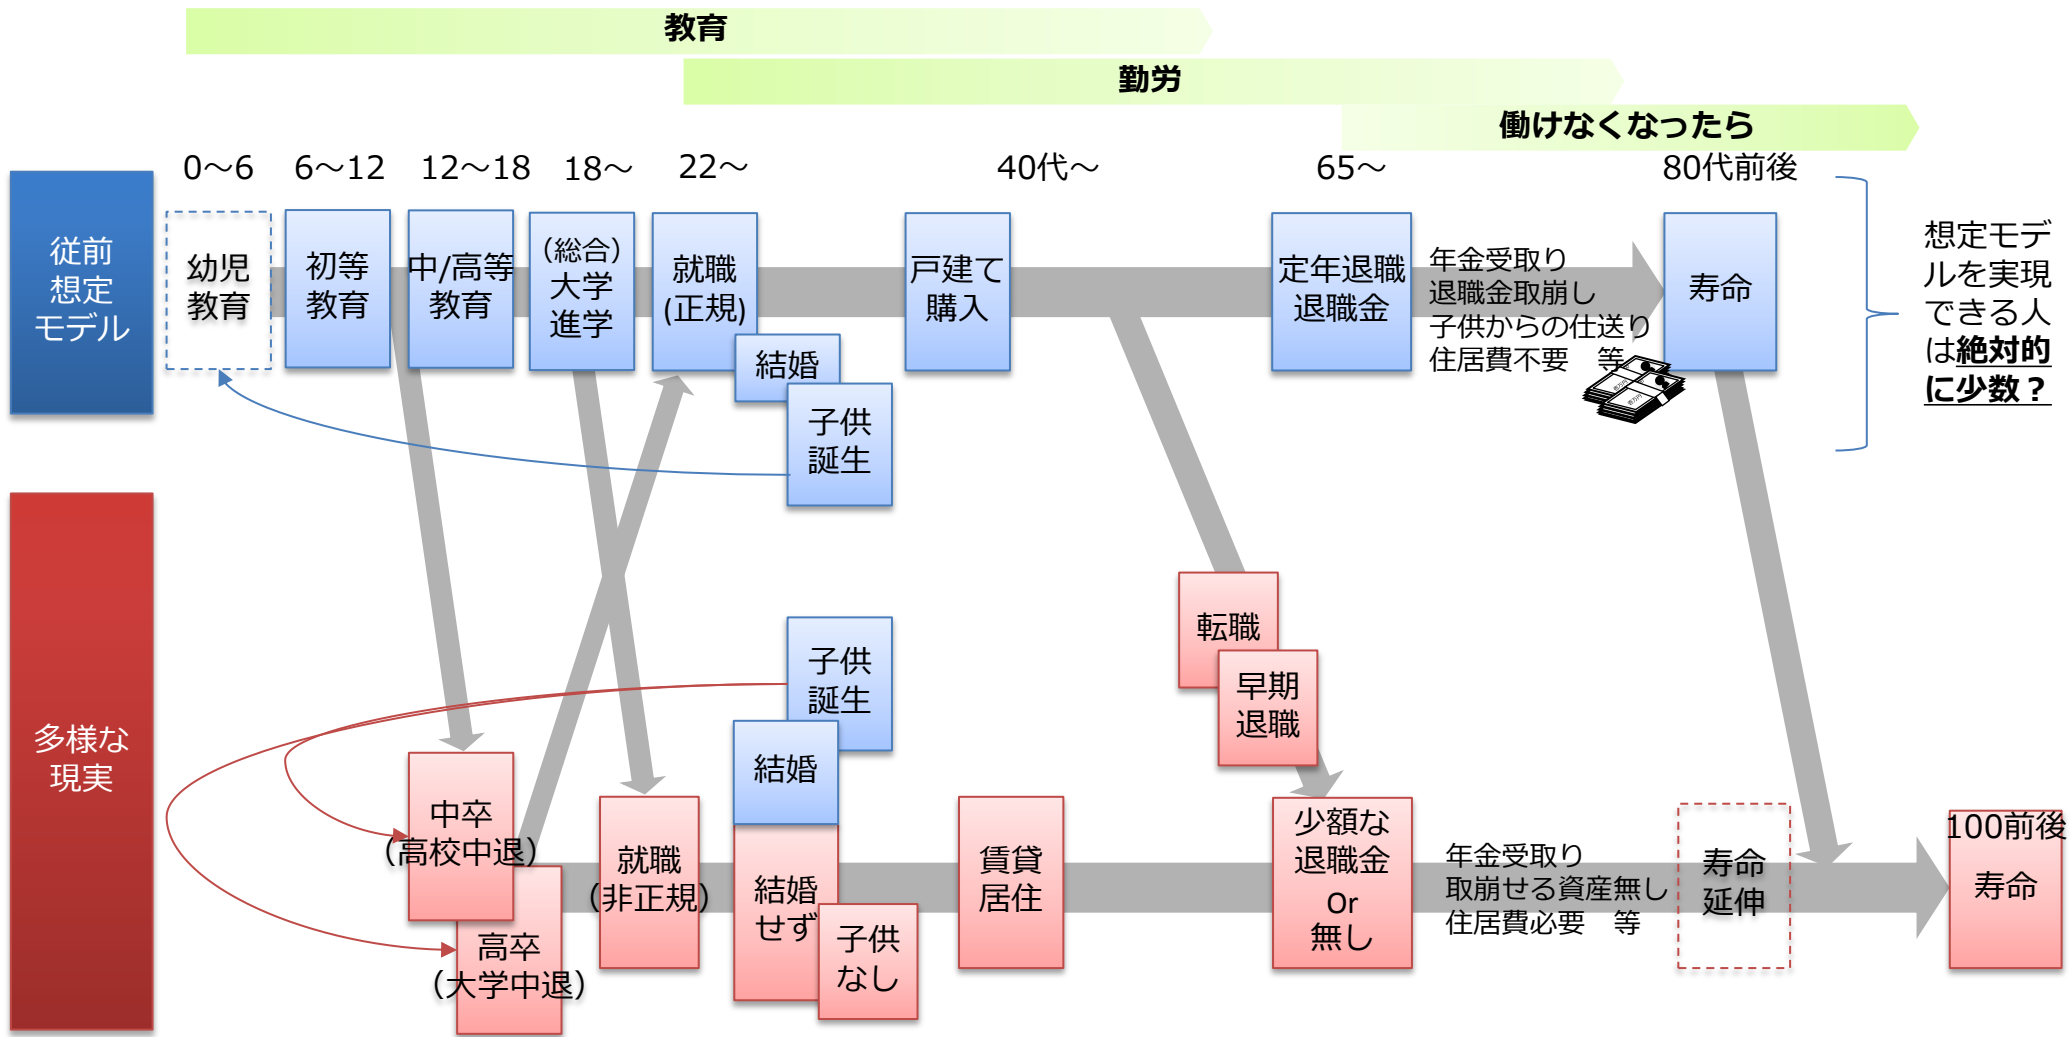 教育
勤労
働けなくなったら
0～6
6～12
12～18
18～
22～
40代～
65～
80代前後
従前
想定
モデル
幼児
教育
初等
教育
中/高等
教育
（総合）
大学
進学
就職
(正規)
結婚
子供
誕生
戸建て
購入
定年退職
退職金
年金受取り
退職金取崩し
子供からの仕送り
住居費不要　等
寿命
想定モデ
ルを実現
できる人
は絶対的
に少数？
多様な
現実
中卒
（高校中退）
高卒
（大学中退）
就職
（非正規）
子供
誕生
結婚
結婚
せず
子供
なし
賃貸
居住
転職
早期
退職
少額な
退職金
Or
無し
年金受取り
取崩せる資産無し
住居費必要　等
寿命
延伸
100前後
寿命